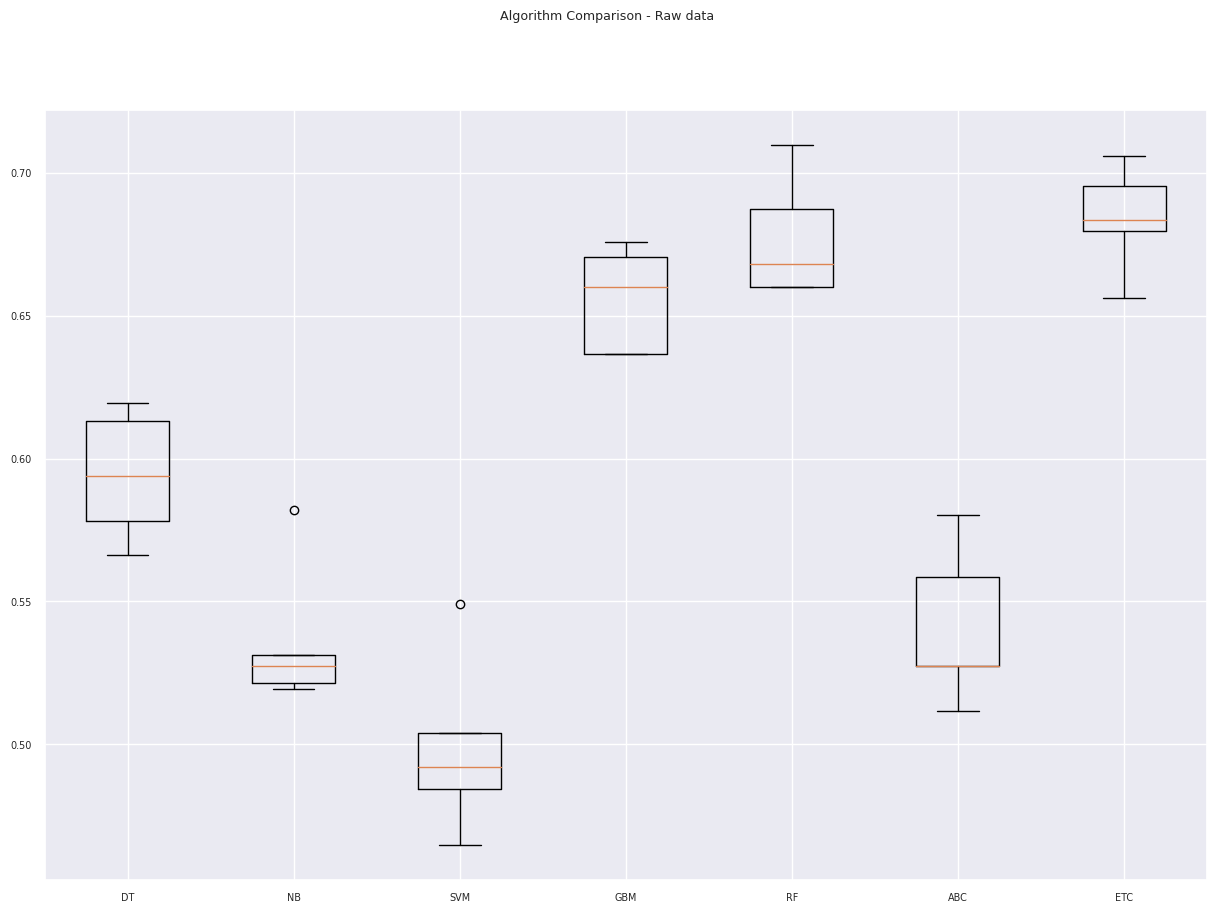 Algorithm Comparison - Raw data
0.70
0.65
0.60
0.55
0.50
DT NB SVM GBM RF ABC ETC